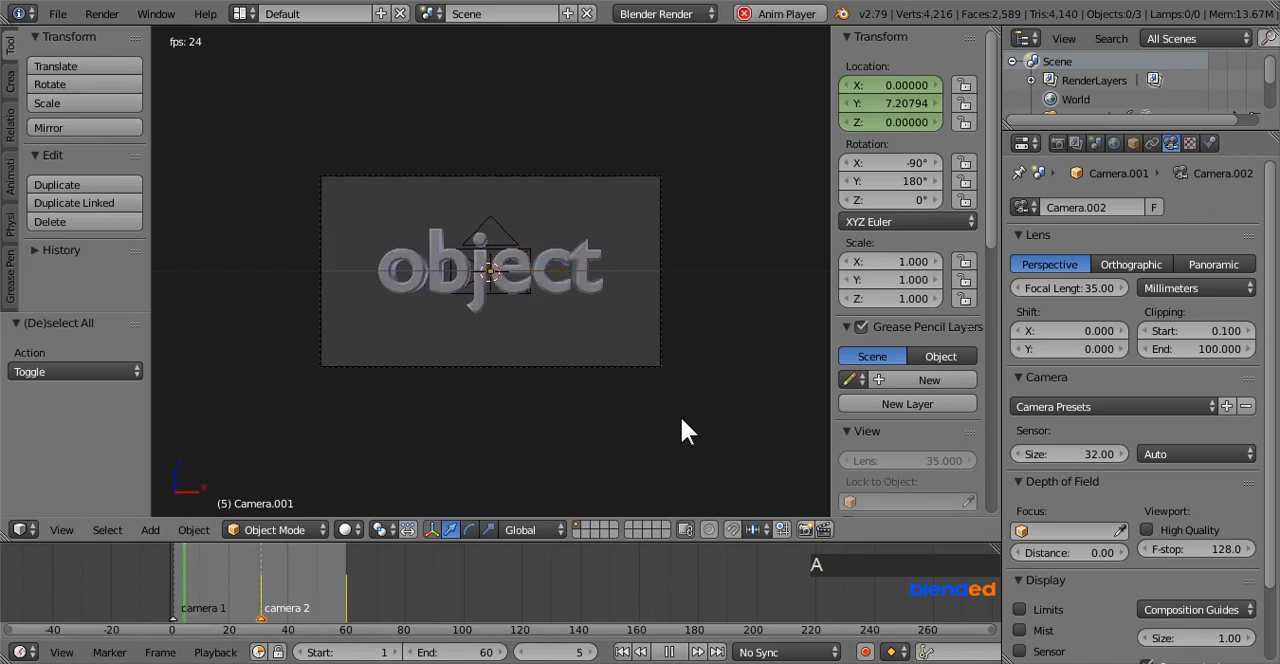 File Render Window Help Default Scene Blender Render Anim Player v2.79 | Verts:4,216 | Faces:2,589 | Tris:4,140 | Objects:0/3 | Lamps:0/0 | Mem:13.67M
Tool
Crea
Relatio
Animati
Physi
Grease Pen
Transform
Translate
Rotate
Scale
Mirror
Edit
Duplicate
Duplicate Linked
Delete
History
(De)select All
Action
Toggle
fps: 24
object
(5) Camera.001
Transform
Location:
X: 0.00000
Y: 7.20794
Z: 0.00000
Rotation:
X: -90°
Y: 180°
Z: 0°
XYZ Euler
Scale:
X: 1.000
Y: 1.000
Z: 1.000
Grease Pencil Layers
Scene Object
New
New Layer
View
Lens: 35.000
Lock to Object:
View Search All Scenes
Scene
RenderLayers
World
Camera.001 Camera.002
Camera.002 F
Lens
Perspective Orthographic Panoramic
Focal Lengt: 35.00 Millimeters
Shift: Clipping:
X: 0.000 Start: 0.100
Y: 0.000 End: 100.000
Camera
Camera Presets
Sensor:
Size: 32.00 Auto
Depth of Field
Focus: Viewport:
High Quality
Distance: 0.00 F-stop: 128.0
Display
Limits Composition Guides
Mist Size: 1.00
Sensor
View Select Add Object Object Mode Global
A
blended
camera 1 camera 2
-40 -20 0 20 40 60 80 100 120 140 160 180 200 220 240 260
View Marker Frame Playback Start: 1 End: 60 5 No Sync